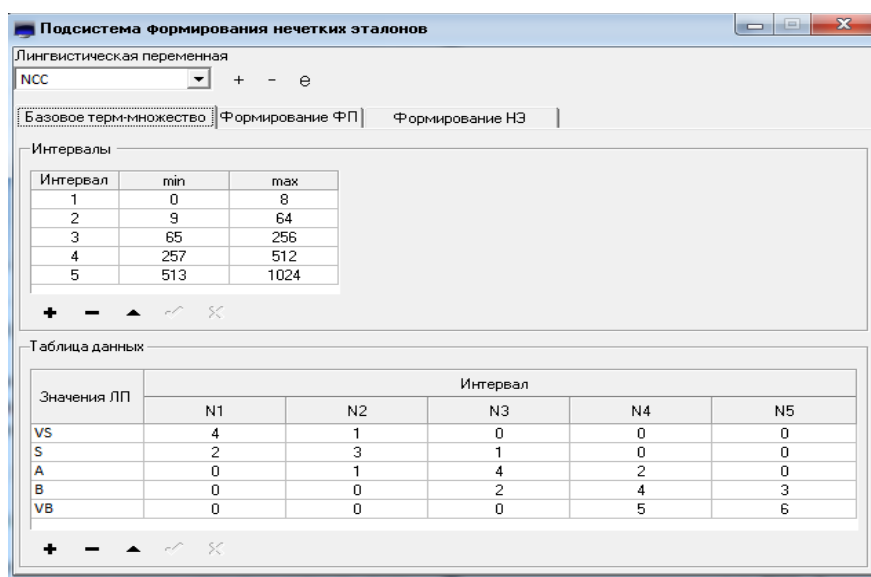 Подсистема формирования нечетких эталонов
Лингвистическая переменная
NCC + - e
Базовое терм-множество Формирование ФП Формирование НЭ
Интервалы
Интервал min max
1 0 8
2 9 64
3 65 256
4 257 512
5 513 1024
Таблица данных
Значения ЛП Интервал
N1 N2 N3 N4 N5
VS 4 1 0 0 0
S 2 3 1 0 0
A 0 1 4 2 0
B 0 0 2 4 3
VB 0 0 0 5 6